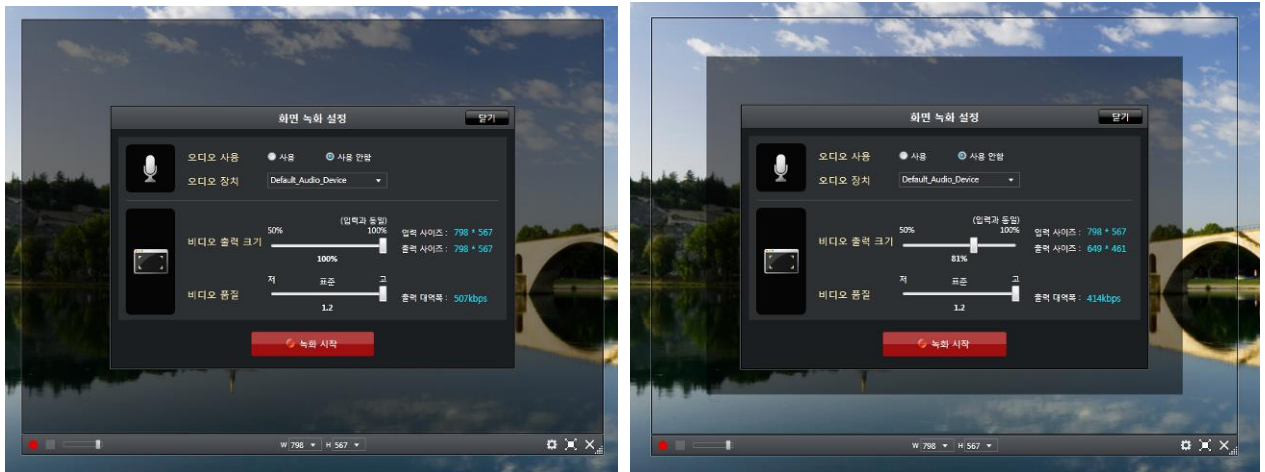 화면 녹화 설정
닫기
오디오 사용
사용
사용 안함
오디오 장치
Default_Audio_Device
(입력과 동일)
50%
100%
비디오 출력 크기
100%
입력 사이즈 : 798 * 567
출력 사이즈 : 798 * 567
저
표준
고
비디오 품질
1.2
출력 대역폭 : 507kbps
녹화 시작
W 798 H 567
화면 녹화 설정
닫기
오디오 사용
사용
사용 안함
오디오 장치
Default_Audio_Device
(입력과 동일)
50%
100%
비디오 출력 크기
81%
입력 사이즈 : 798 * 567
출력 사이즈 : 649 * 461
저
표준
고
비디오 품질
1.2
출력 대역폭 : 414kbps
녹화 시작
W 798 H 567